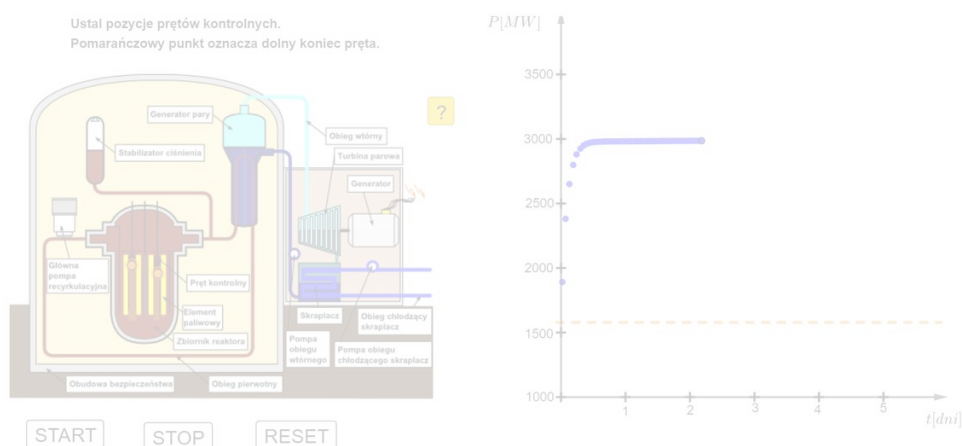 Ustal pozycje prętów kontrolnych.
Pomarańczowy punkt oznacza dolny koniec pręta.
Generator pary
?
Obieg wtórny
Stabilizator ciśnienia
Turbina parowa
Generator
Główna
pompa
recyrkulacyjna
Pręt kontrolny
Element
paliwowy
Zbiornik reaktora
Skraplacz
Obieg chłodzący
skraplacz
Pompa
obiegu
wtórnego
Pompa obiegu
chłodzącego skraplacz
Obudowa bezpieczeństwa
Obieg pierwotny
START
STOP
RESET
P[MW]
3500
3000
2500
2000
1500
1000
1
2
3
4
5
t[dni]